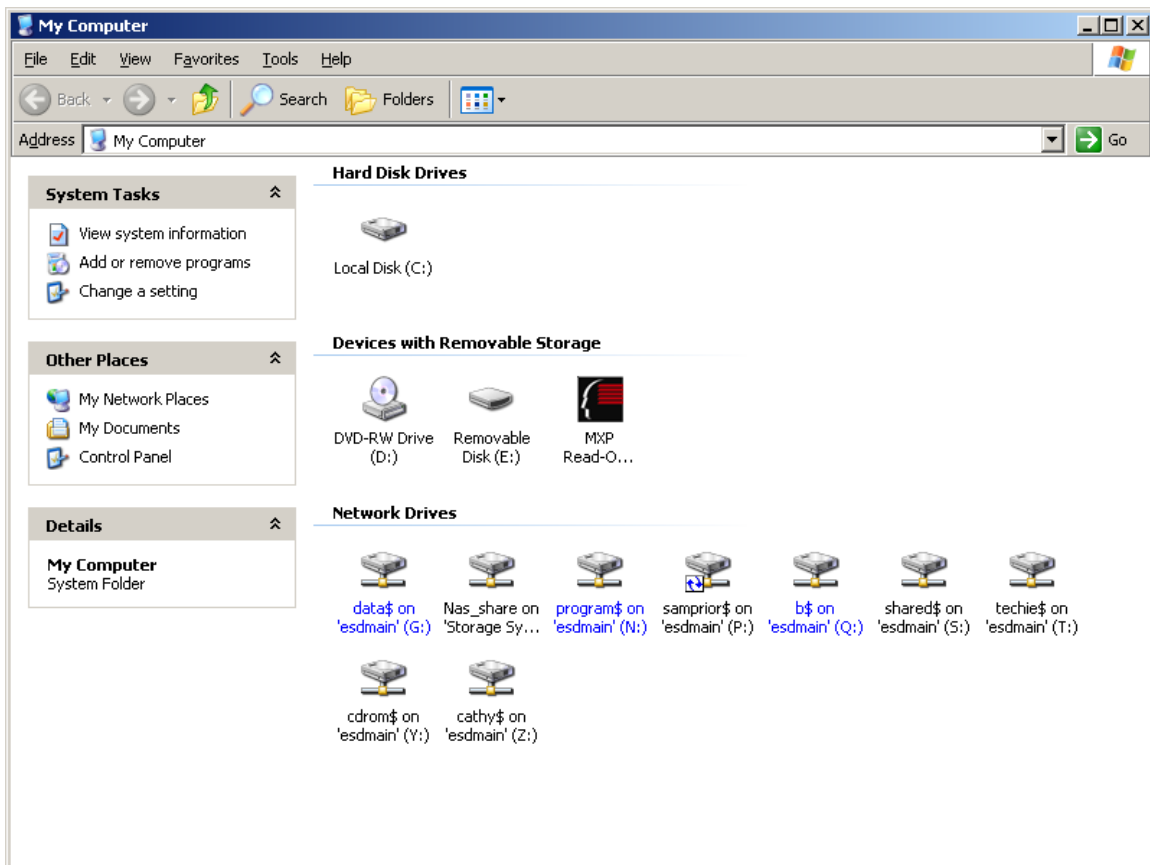 My Computer
File Edit View Favorites Tools Help
Back Search Folders
Address My Computer Go
System Tasks
View system information
Add or remove programs
Change a setting
Other Places
My Network Places
My Documents
Control Panel
Details
My Computer
System Folder
Hard Disk Drives
Local Disk (C:)
Devices with Removable Storage
DVD-RW Drive
(D:)
Removable
Disk (E:)
MXP
Read-O...
Network Drives
data$ on
'esdmain' (G:)
Nas_share on
'Storage Sy...
program$ on
'esdmain' (N:)
samprior$ on
'esdmain' (P:)
b$ on
'esdmain' (Q:)
shared$ on
'esdmain' (S:)
techie$ on
'esdmain' (T:)
cdrom$ on
'esdmain' (Y:)
cathy$ on
'esdmain' (Z:)